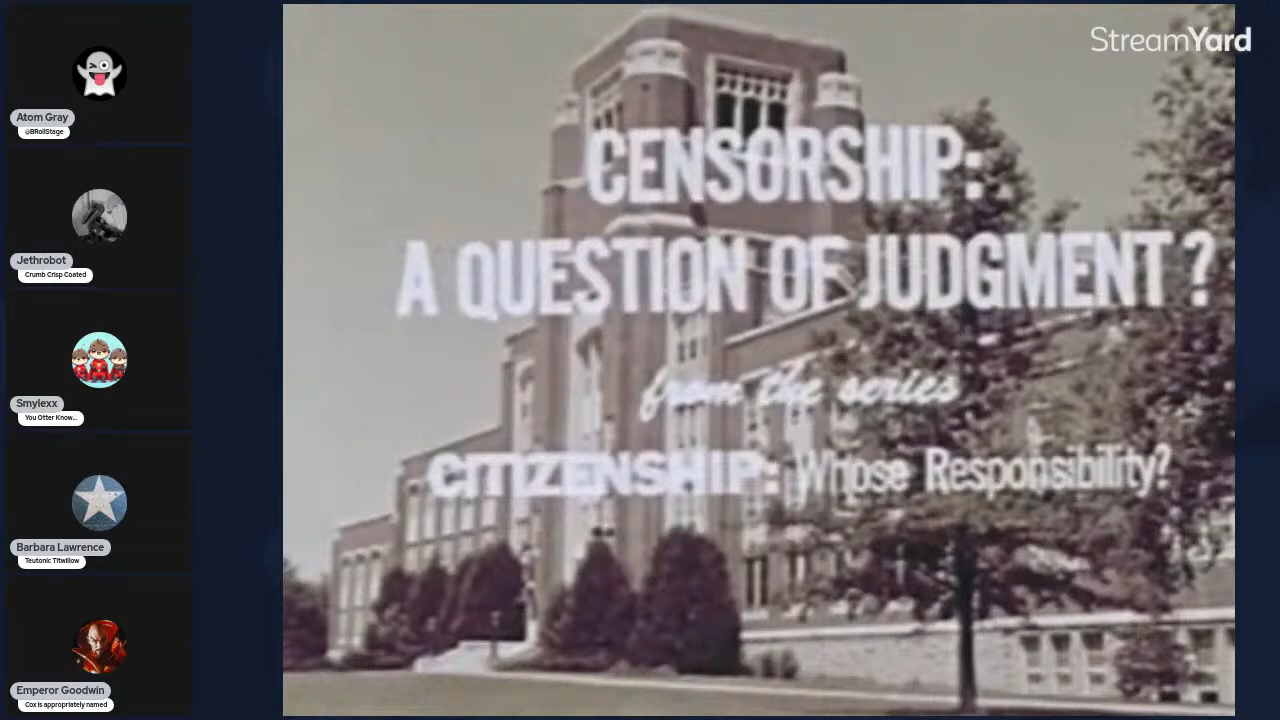 StreamYard
CENSORSHIP:
A QUESTION OF JUDGMENT?
from the series
CITIZENSHIP: Whose Responsibility?
Atom Gray
@BRollStage
Jethrobot
Crumb Crisp Coated
Smylexx
You Otter Know...
Barbara Lawrence
Teutonic Titwillow
Emperor Goodwin
Cox is appropriately named